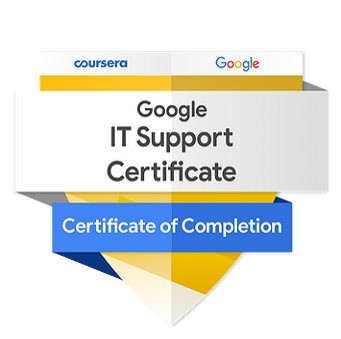 coursera Google
Google
IT Support
Certificate
Certificate of Completion